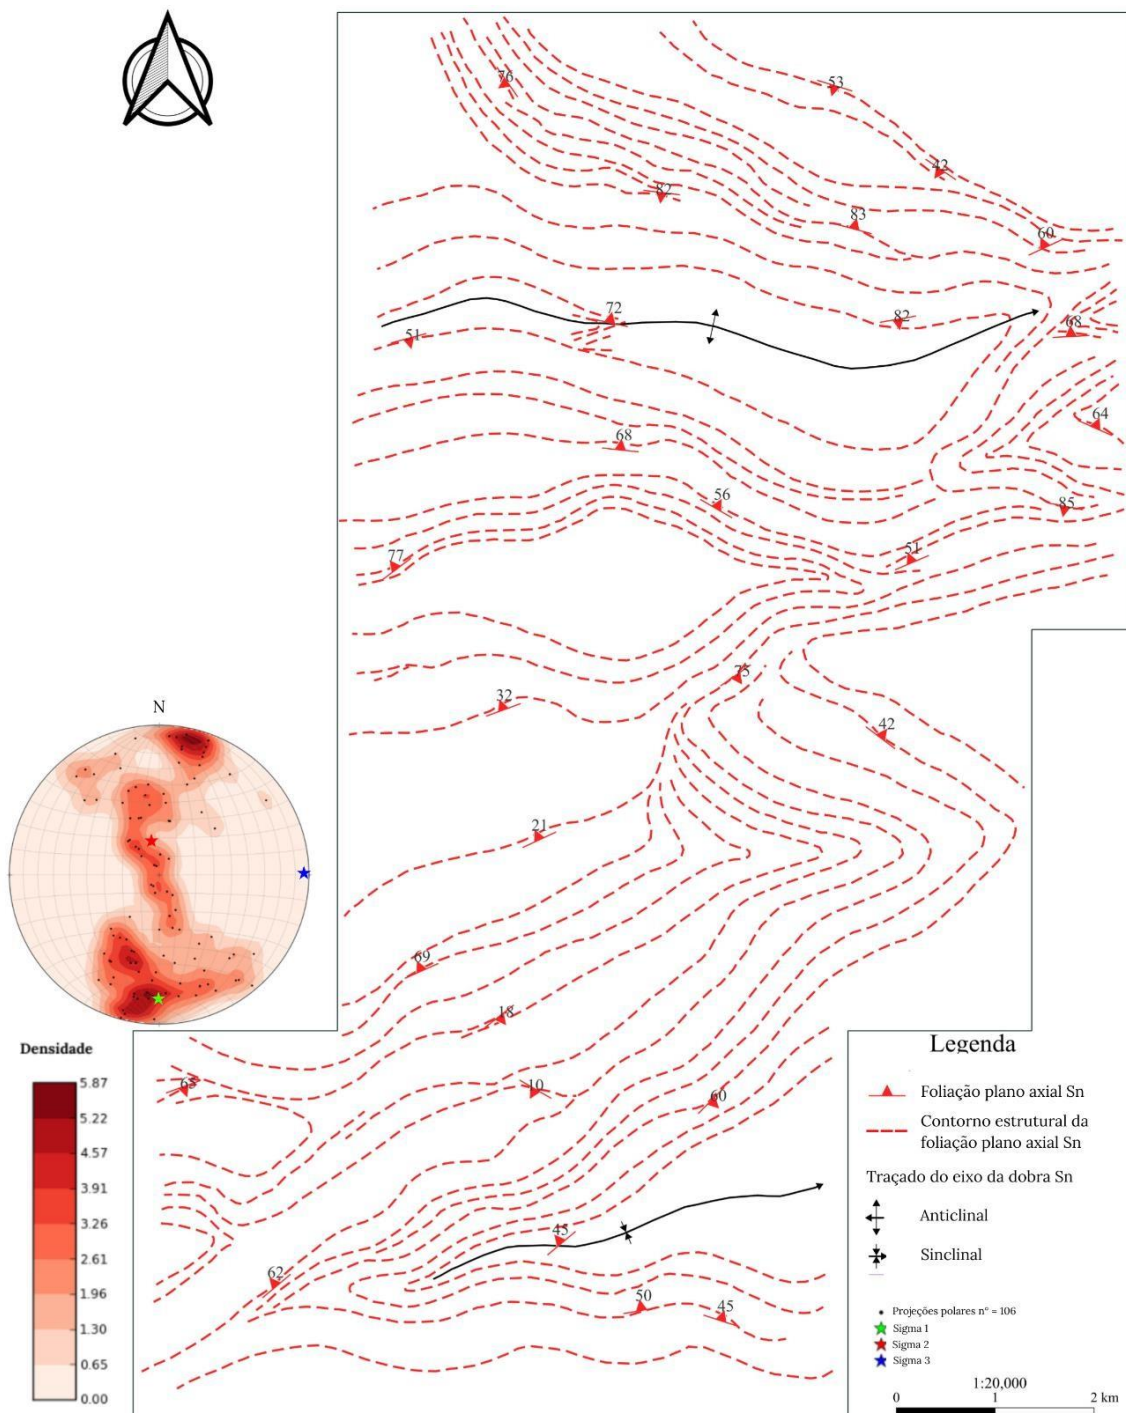 76
53
42
82
83
60
72
82
68
51
64
68
56
85
77
51
75
32
42
21
69
18
65
10
60
45
62
50
45
N
Densidade
5.87
5.22
4.57
3.91
3.26
2.61
1.96
1.30
0.65
0.00
Legenda
Foliação plano axial Sn
Contorno estrutural da
foliação plano axial Sn
Traçado do eixo da dobra Sn
Anticlinal
Sinclinal
Projeções polares nº = 106
Sigma 1
Sigma 2
Sigma 3
1:20,000
0 1 2 km